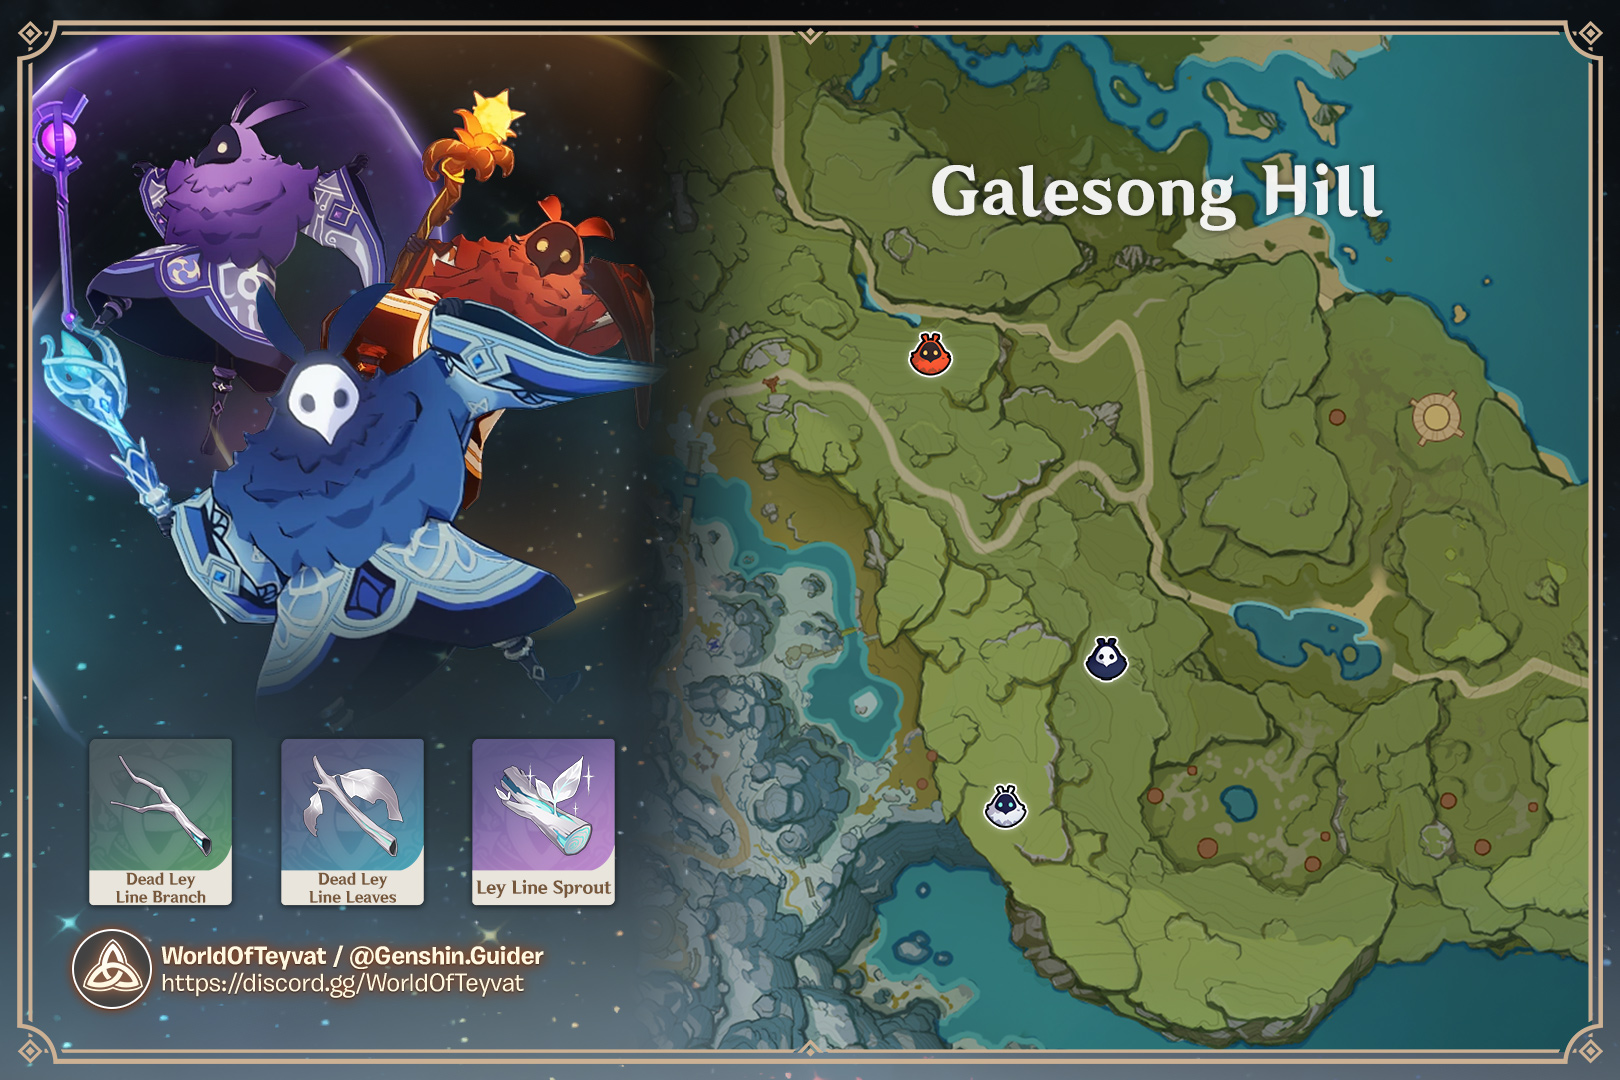 Galesong Hill
Dead Ley
Line Branch
Dead Ley
Line Leaves
Ley Line Sprout
WorldOfTeyvat / @Genshin.Guider
https://discord.gg/WorldOfTeyvat